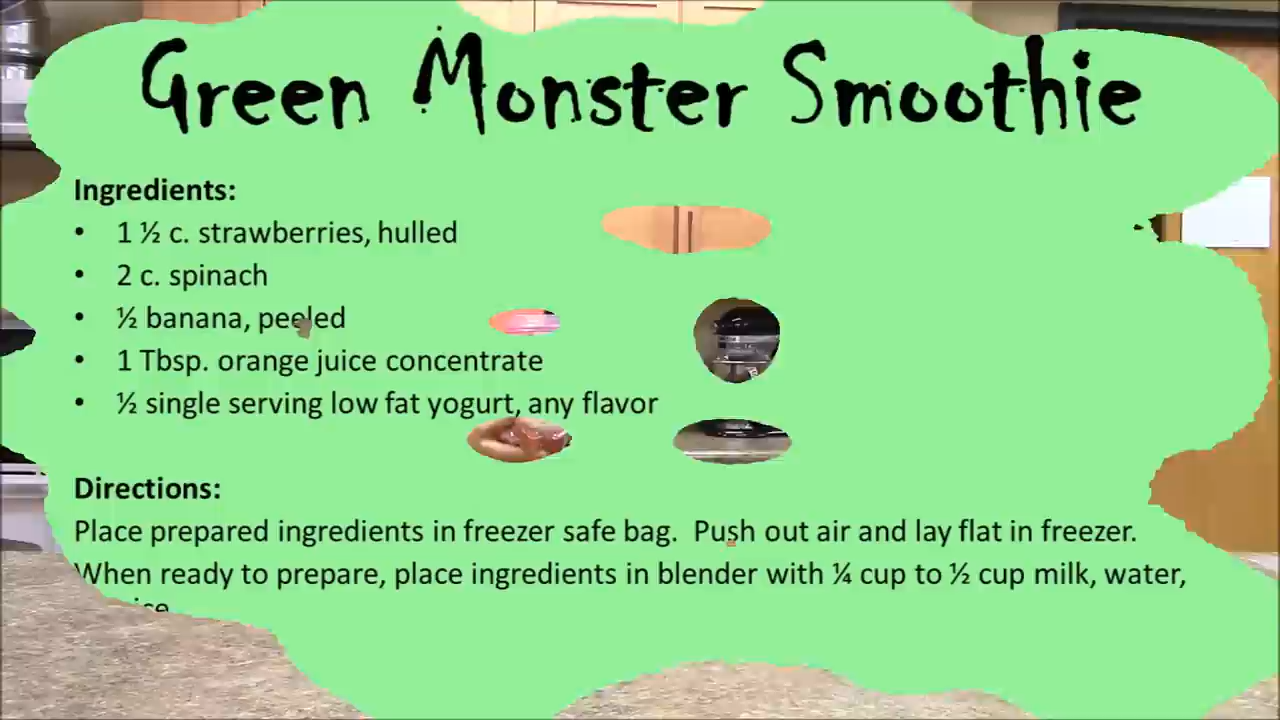 Green Monster Smoothie
Ingredients:
• 1 ½ c. strawberries, hulled
• 2 c. spinach
• ½ banana, peeled
• 1 Tbsp. orange juice concentrate
• ½ single serving low fat yogurt, any flavor
Directions:
Place prepared ingredients in freezer safe bag. Push out air and lay flat in freezer.
When ready to prepare, place ingredients in blender with ¼ cup to ½ cup milk, water,